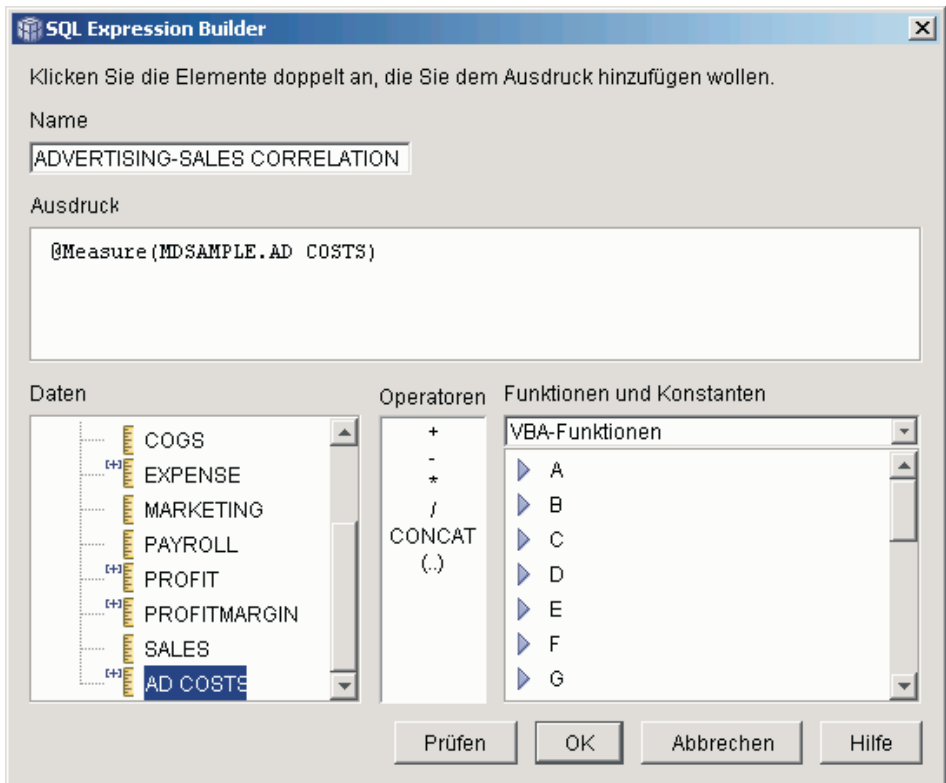 SQL Expression Builder
Klicken Sie die Elemente doppelt an, die Sie dem Ausdruck hinzufügen wollen.
Name
ADVERTISING-SALES CORRELATION
Ausdruck
@Measure(MDSAMPLE.AD COSTS)
Daten
COGS
EXPENSE
MARKETING
PAYROLL
PROFIT
PROFITMARGIN
SALES
AD COSTS
Operatoren
+
-
*
/
CONCAT
(..)
Funktionen und Konstanten
VBA-Funktionen
A
B
C
D
E
F
G
Prüfen OK Abbrechen Hilfe